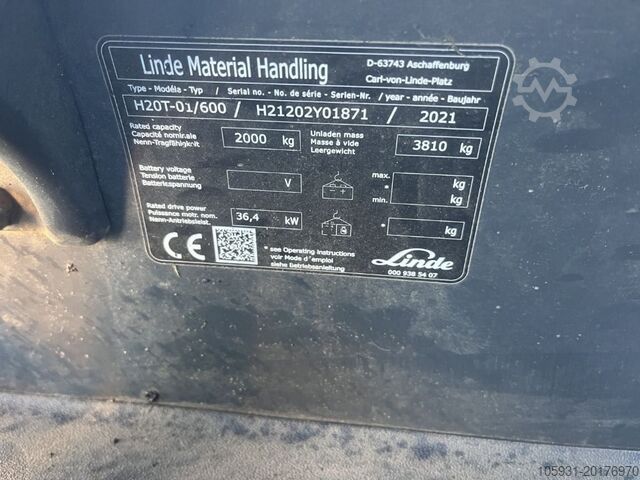 Linde Material Handling
D-63743 Aschaffenburg
Carl-von-Linde-Platz
Type - Modéla - Typ / Serial no. - No. de série - Serien-Nr. / year - année - Baujahr
H20T-01/600 / H21202Y01871 / 2021
Rated capacity
Capacité nominale
Nenn-Tragfähigkeit
2000 kg
Unladen mass
Masse à vide
Leergewicht
3810 kg
Battery voltage
Tension batterie
Batteriespannung
V
max.
* kg
min. kg
Rated drive power
Puissance motr. nom.
Nenn-Antriebsleist.
36,4 kW
* kg
CE
* see Operating Instructions
voir Mode d'emploi
siehe Betriebsanleitung
Linde
000 938 54 07
105931-20176970